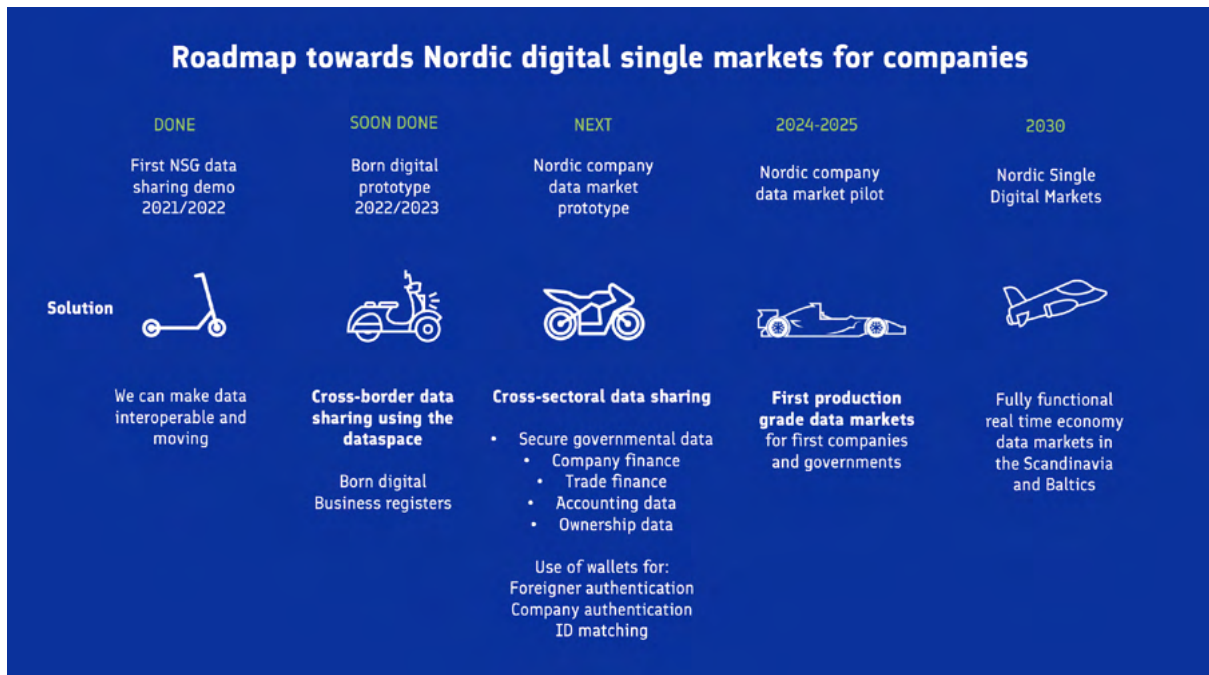 Roadmap towards Nordic digital single markets for companies
DONE
First NSG data
sharing demo
2021/2022
SOON DONE
Born digital
prototype
2022/2023
NEXT
Nordic company
data market
prototype
2024-2025
Nordic company
data market pilot
2030
Nordic Single
Digital Markets
Solution
We can make data
interoperable and
moving
Cross-border data
sharing using the
dataspace
Born digital
Business registers
Cross-sectoral data sharing
• Secure governmental data
• Company finance
• Trade finance
• Accounting data
• Ownership data
Use of wallets for:
Foreigner authentication
Company authentication
ID matching
First production
grade data markets
for first companies
and governments
Fully functional
real time economy
data markets in
the Scandinavia
and Baltics